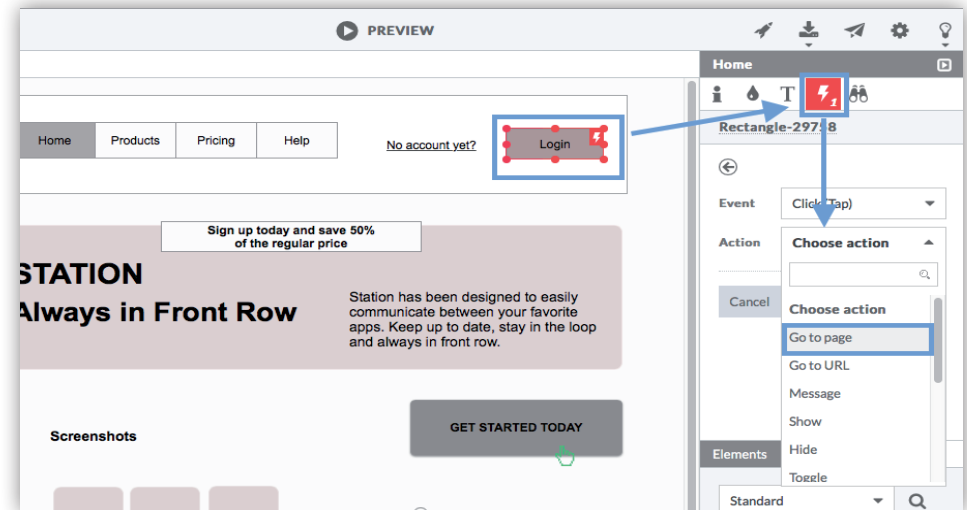 PREVIEW
Home
T
1
Rectangle-29758
Home
Products
Pricing
Help
No account yet?
Login
Event
Click (Tap)
Action
Choose action
Cancel
Choose action
Go to page
Go to URL
Message
Show
Hide
Toggle
Sign up today and save 50%
of the regular price
STATION
Always in Front Row
Station has been designed to easily
communicate between your favorite
apps. Keep up to date, stay in the loop
and always in front row.
Screenshots
GET STARTED TODAY
Elements
Standard